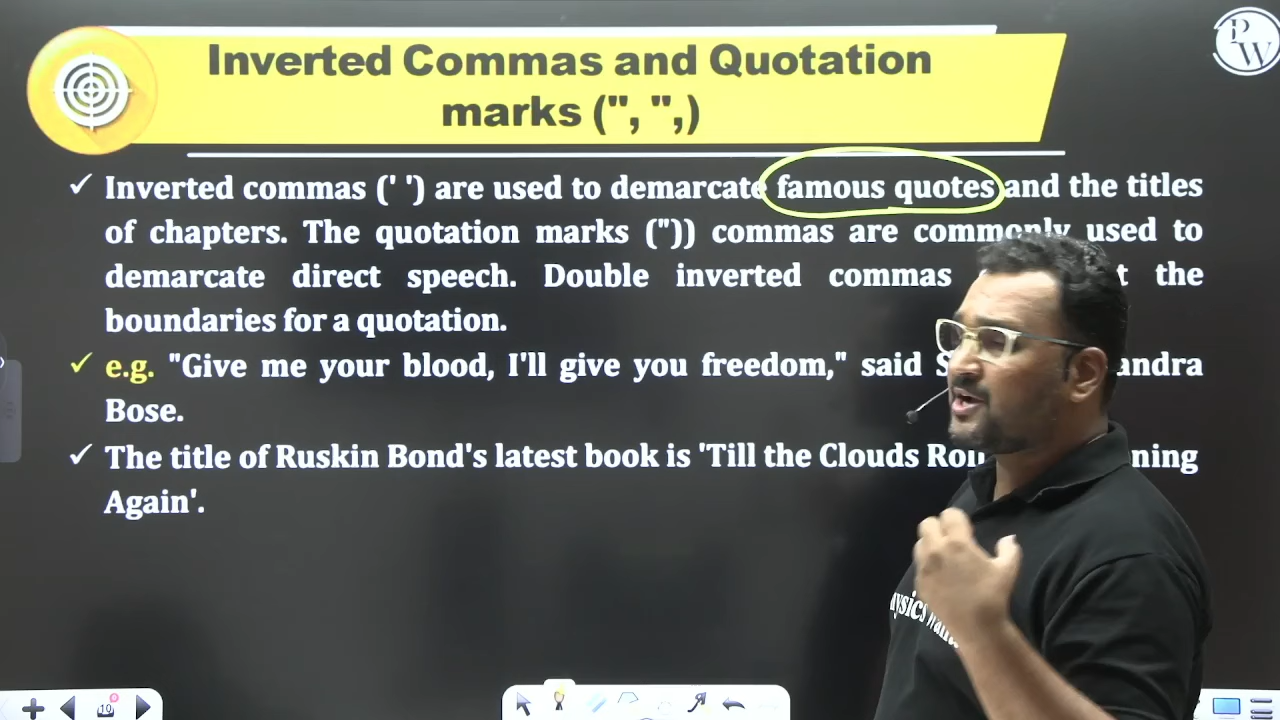 Inverted Commas and Quotation
marks (", ",)
PW
✓ Inverted commas (' ') are used to demarcate famous quotes and the titles
of chapters. The quotation marks (")) commas are commonly used to
demarcate direct speech. Double inverted commas the
boundaries for a quotation.
✓ e.g. "Give me your blood, I'll give you freedom," said
Bose.
✓ The title of Ruskin Bond's latest book is 'Till the Clouds
Again'.
19